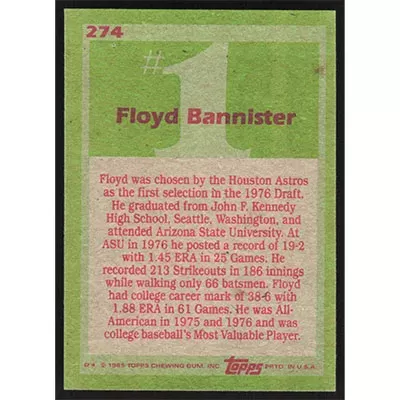 274
#1
Floyd Bannister
Floyd was chosen by the Houston Astros
as the first selection in the 1976 Draft.
He graduated from John F. Kennedy
High School, Seattle, Washington, and
attended Arizona State University. At
ASU in 1976 he posted a record of 19-2
with 1.45 ERA in 25 Games. He
recorded 213 Strikeouts in 186 innings
while walking only 66 batsmen. Floyd
had college career mark of 38-6 with
1.88 ERA in 61 Games. He was All-
American in 1975 and 1976 and was
college baseball's Most Valuable Player.
© 1985 TOPPS CHEWING GUM, INC. Topps PRTD. IN U.S.A.